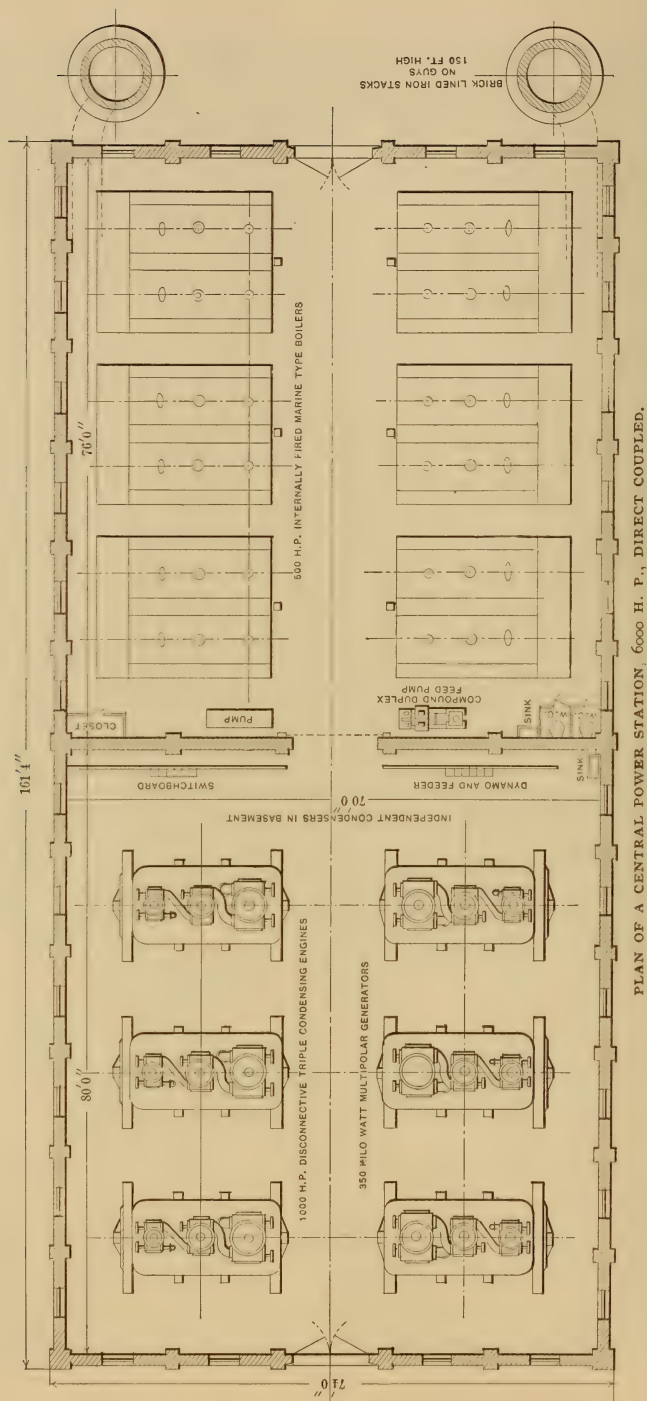 PLAN OF A CENTRAL POWER STATION, 6000 H. P., DIRECT COUPLED.
161'4"
80'0"
76'0"
74'0"
70'0"
1000 H.P. DISCONNECTIVE TRIPLE CONDENSING ENGINES
350 MILO WATT MULTIPOLAR GENERATORS
INDEPENDENT CONDENSERS IN BASEMENT
SWITCHBOARD
DYNAMO AND FEEDER
SINK
CLOSET
PUMP
COMPOUND DUPLEX
FEED PUMP
SINK
W.C.
500 H.P. INTERNALLY FIRED MARINE TYPE BOILERS
BRICK LINED IRON STACKS
NO GUYS
150 FT. HIGH